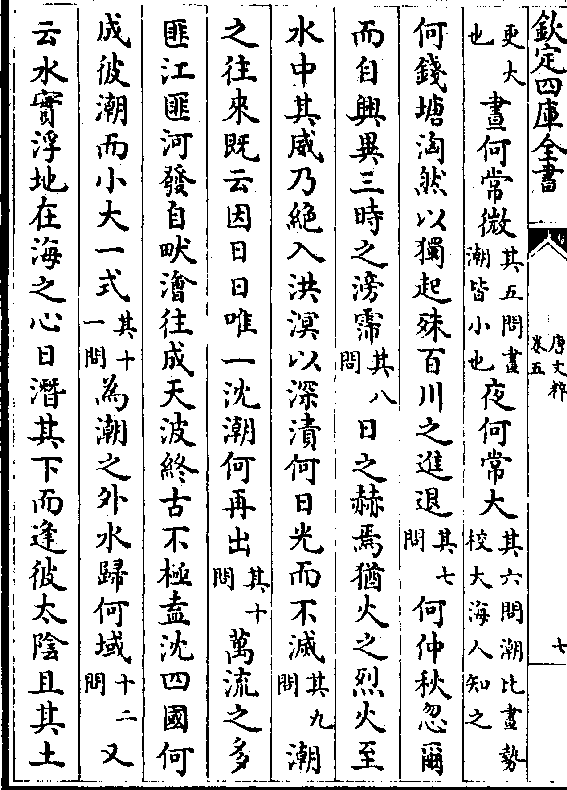 欽定四庫全書
唐文粹
卷五
七
更大
也
晝何常微
其五問晝
潮皆小也
夜何常大
其六問潮比晝勢
校大海人知之
何錢塘洶然以獨起殊百川之進退
其七
問
何仲秋忽爾
而自興異三時之滂霈
其八
問
日之赫焉猶火之烈火至
水中其威乃絕入洪溟以深漬何日光而不滅
其九
問
潮
之往來既云因日日唯一沈潮何再出
其十
問
萬流之多
匪江匪河發自畎澮往成天波終古不極盍沈四國何
成彼潮而小大一式
其十
一問
為潮之外水歸何域
十二
問
又
云水實浮地在海之心日潛其下而逢彼太陰且其土